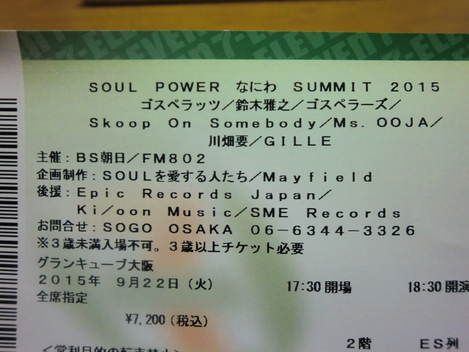 7-ELEVEN 7-ELEVEN
SOUL POWER なにわ SUMMIT 2015
ゴスペラッツ／鈴木雅之／ゴスペラーズ／
Skoop On Somebody／Ms. OOJA／
川畑要／GILLE
主催：BS朝日／FM802
企画制作：SOULを愛する人たち／Mayfield
後援：Epic Records Japan／
Ki/oon Music／SME Records
お問合せ：SOGO OSAKA 06-6344-3326
※３歳未満入場不可。３歳以上チケット必要
グランキューブ大阪
2015年 9月22日（火） 17:30開場 18:30開演
全席指定
¥7,200（税込）
2階 ES列